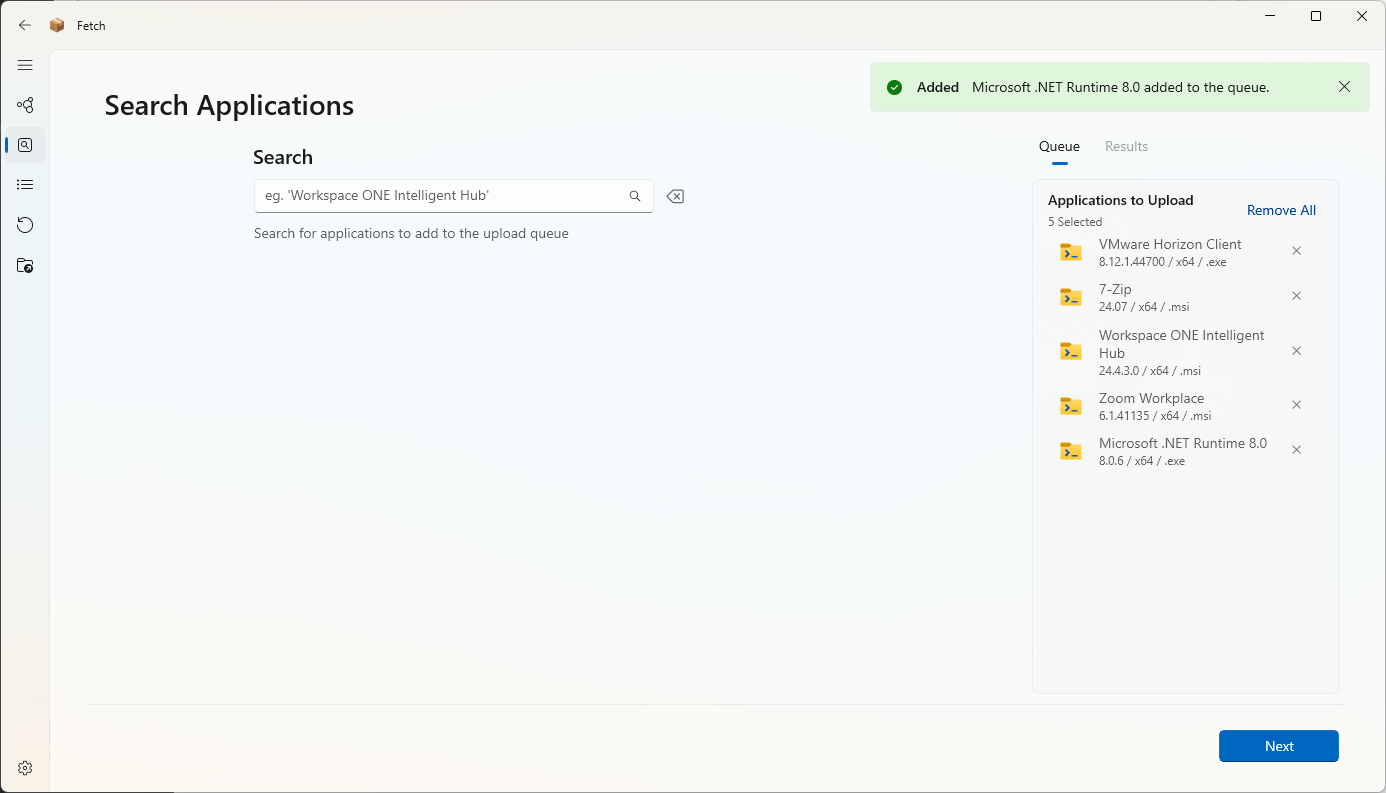 Fetch
Added Microsoft .NET Runtime 8.0 added to the queue.
Search Applications
Search
eg. 'Workspace ONE Intelligent Hub'
Search for applications to add to the upload queue
Queue Results
Applications to Upload
Remove All
5 Selected
VMware Horizon Client
8.12.1.44700 / x64 / .exe
7-Zip
24.07 / x64 / .msi
Workspace ONE Intelligent
Hub
24.4.3.0 / x64 / .msi
Zoom Workplace
6.1.41135 / x64 / .msi
Microsoft .NET Runtime 8.0
8.0.6 / x64 / .exe
Next